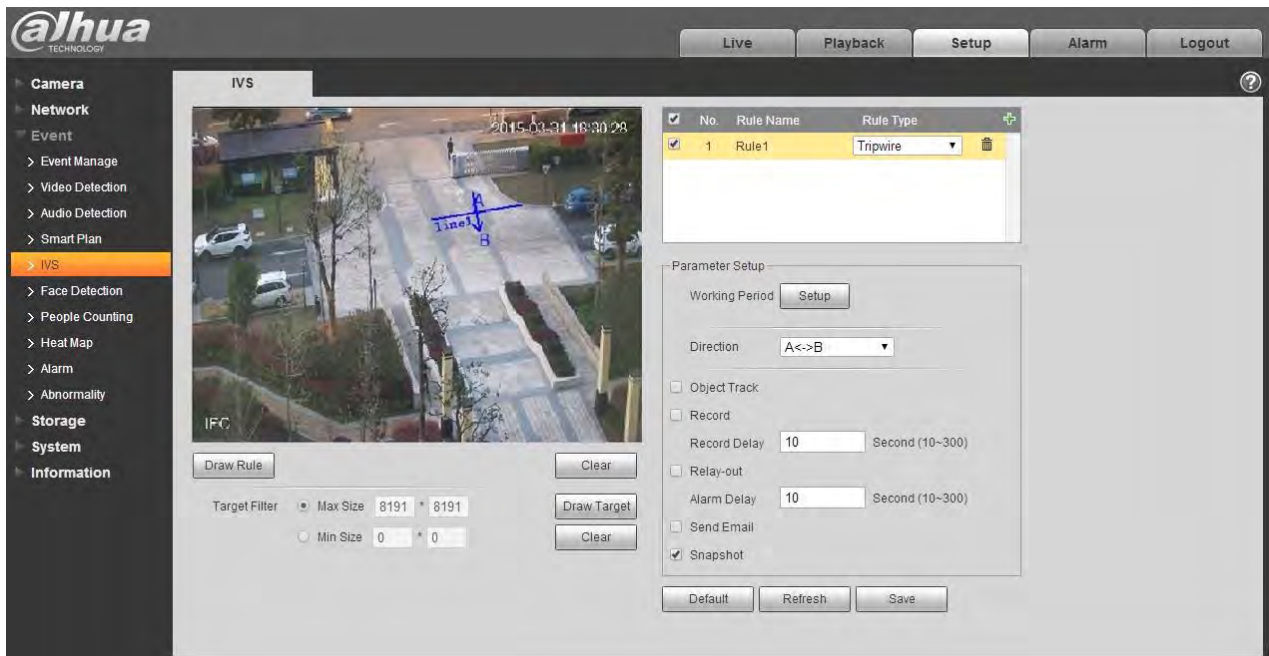 alhua
TECHNOLOGY
Live
Playback
Setup
Alarm
Logout
Camera
Network
Event
> Event Manage
> Video Detection
> Audio Detection
> Smart Plan
> IVS
> Face Detection
> People Counting
> Heat Map
> Alarm
> Abnormality
Storage
System
Information
IVS
?
2015-03-31 16:30:28
A
line1
B
IPC
Draw Rule
Clear
Target Filter Max Size 8191 * 8191 Draw Target
Min Size 0 * 0 Clear
No. Rule Name Rule Type
1 Rule1 Tripwire
Parameter Setup
Working Period Setup
Direction A<->B
Object Track
Record
Record Delay 10 Second (10~300)
Relay-out
Alarm Delay 10 Second (10~300)
Send Email
Snapshot
Default Refresh Save